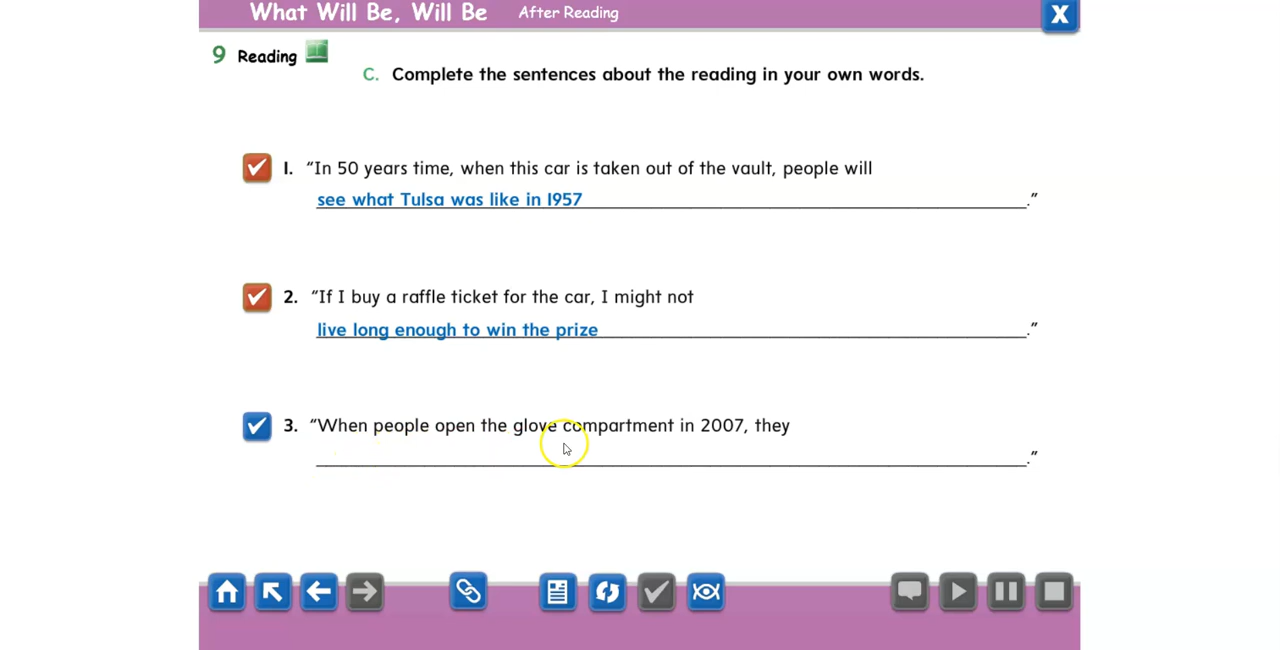 What Will Be, Will Be After Reading X
9 Reading
C. Complete the sentences about the reading in your own words.
1. "In 50 years time, when this car is taken out of the vault, people will
see what Tulsa was like in 1957."
2. "If I buy a raffle ticket for the car, I might not
live long enough to win the prize."
3. "When people open the glove compartment in 2007, they
."